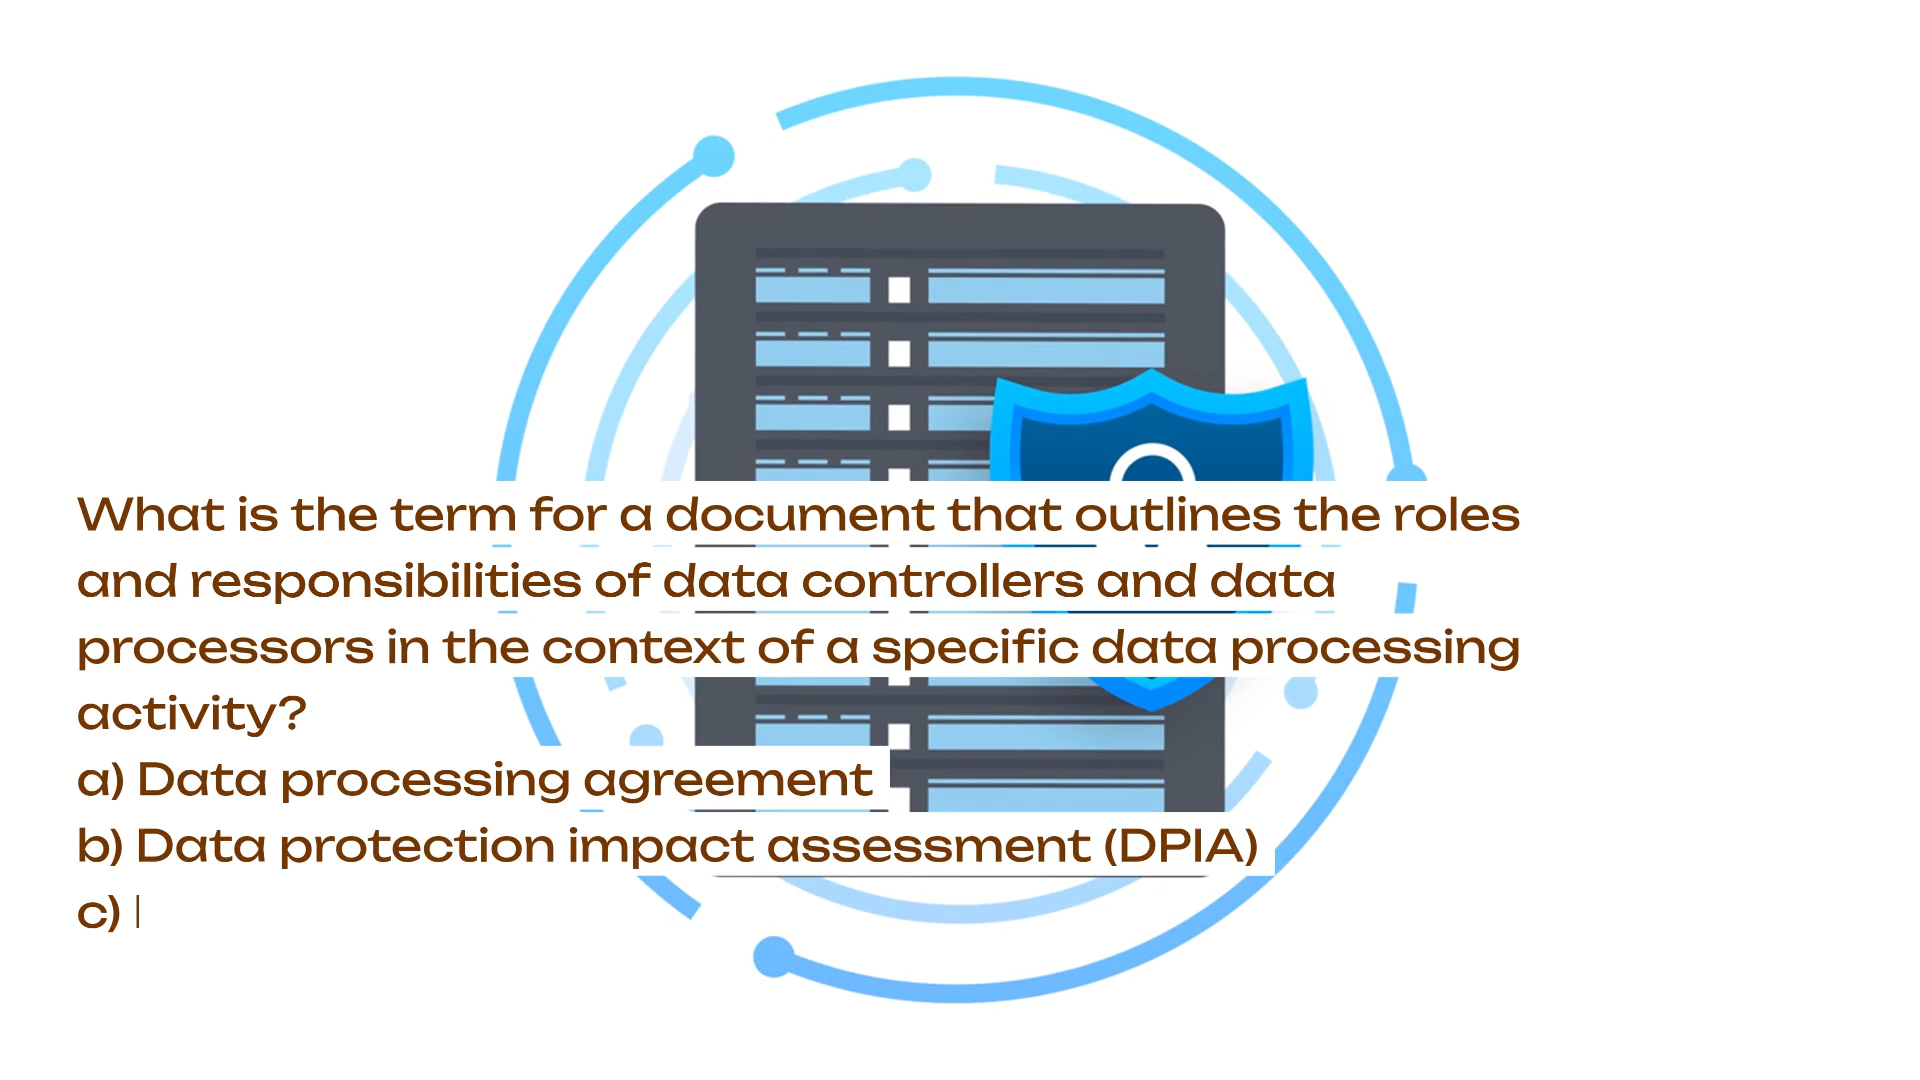 What is the term for a document that outlines the roles
and responsibilities of data controllers and data
processors in the context of a specific data processing
activity?
a) Data processing agreement
b) Data protection impact assessment (DPIA)
c)